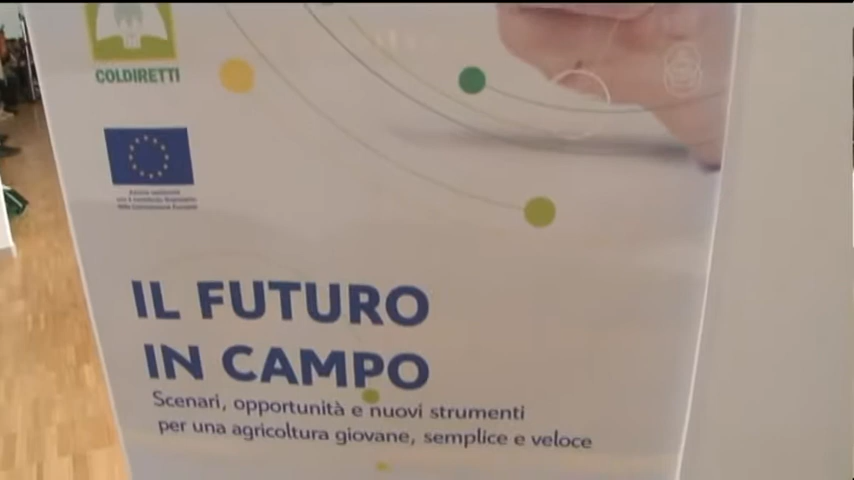 COLDIRETTI
IL FUTURO
IN CAMPO
Scenari, opportunità e nuovi strumenti
per una agricoltura giovane, semplice e veloce